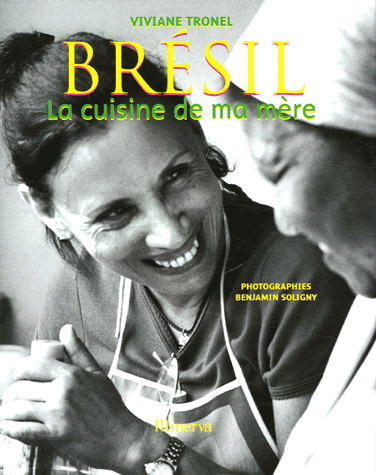 VIVIANE TRONEL
BRÉSIL
La cuisine de ma mère
PHOTOGRAPHIES
BENJAMIN SOLIGNY
Minerva